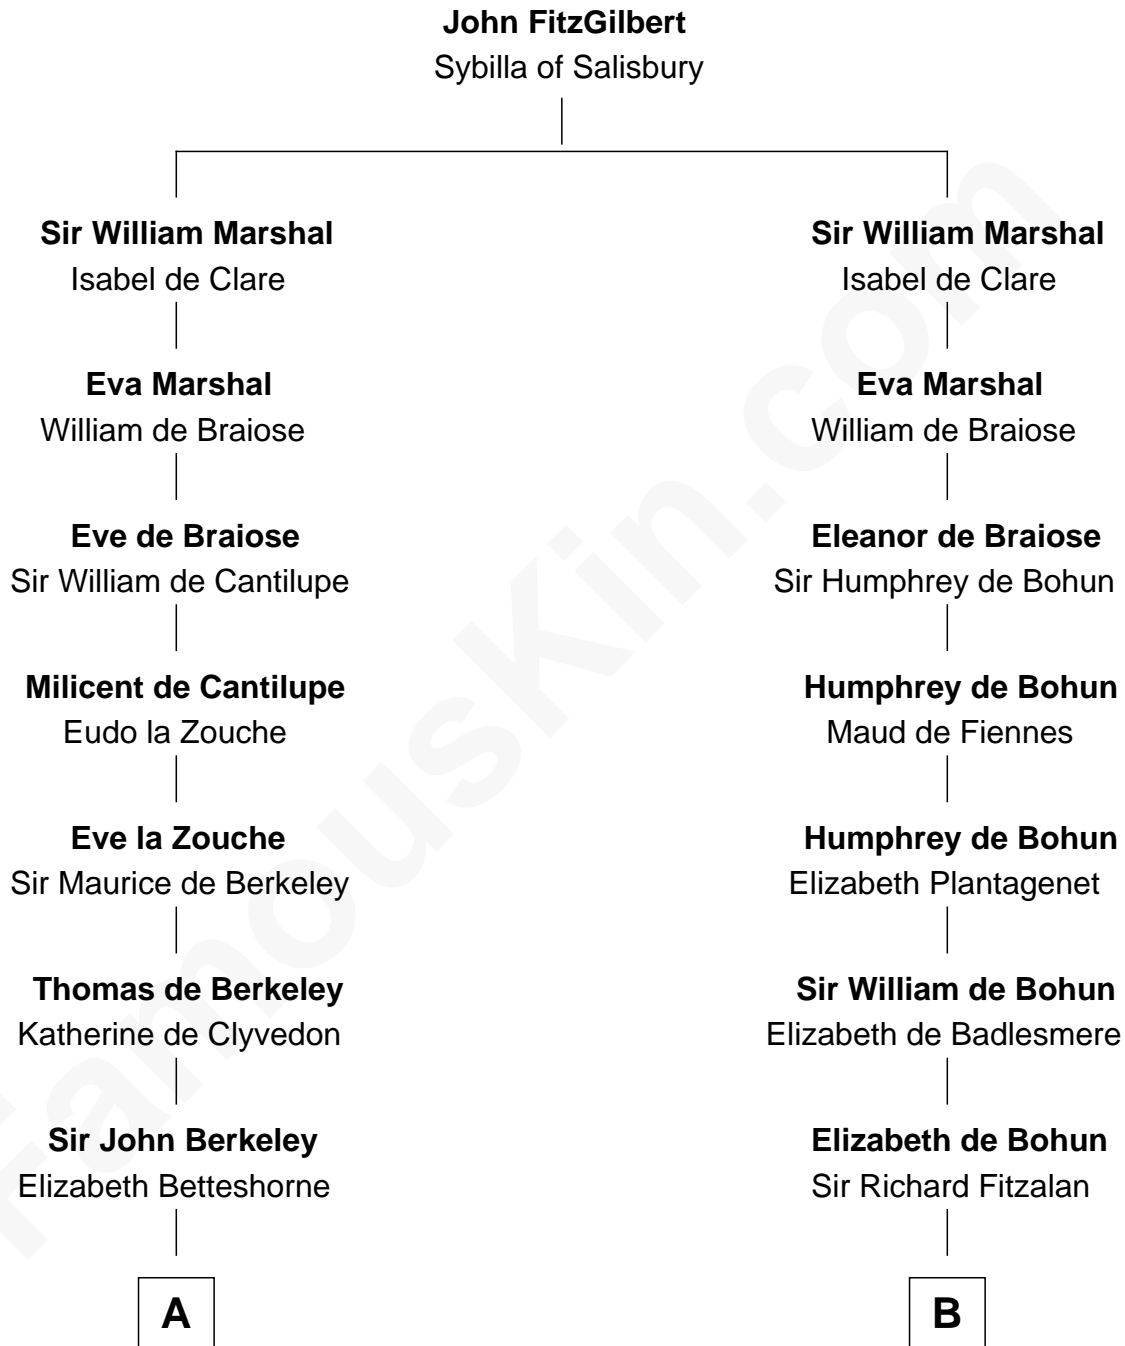 John FitzGilbert
Sybilla of Salisbury
Sir William Marshal
Isabel de Clare
Sir William Marshal
Isabel de Clare
Eva Marshal
William de Braiose
Eva Marshal
William de Braiose
Eve de Braiose
Sir William de Cantilupe
Eleanor de Braiose
Sir Humphrey de Bohun
Milicent de Cantilupe
Eudo la Zouche
Humphrey de Bohun
Maud de Fiennes
Eve la Zouche
Sir Maurice de Berkeley
Humphrey de Bohun
Elizabeth Plantagenet
Thomas de Berkeley
Katherine de Clyvedon
Sir William de Bohun
Elizabeth de Badlesmere
Sir John Berkeley
Elizabeth Betteshorne
Elizabeth de Bohun
Sir Richard Fitzalan
A
B
FamousKin.com